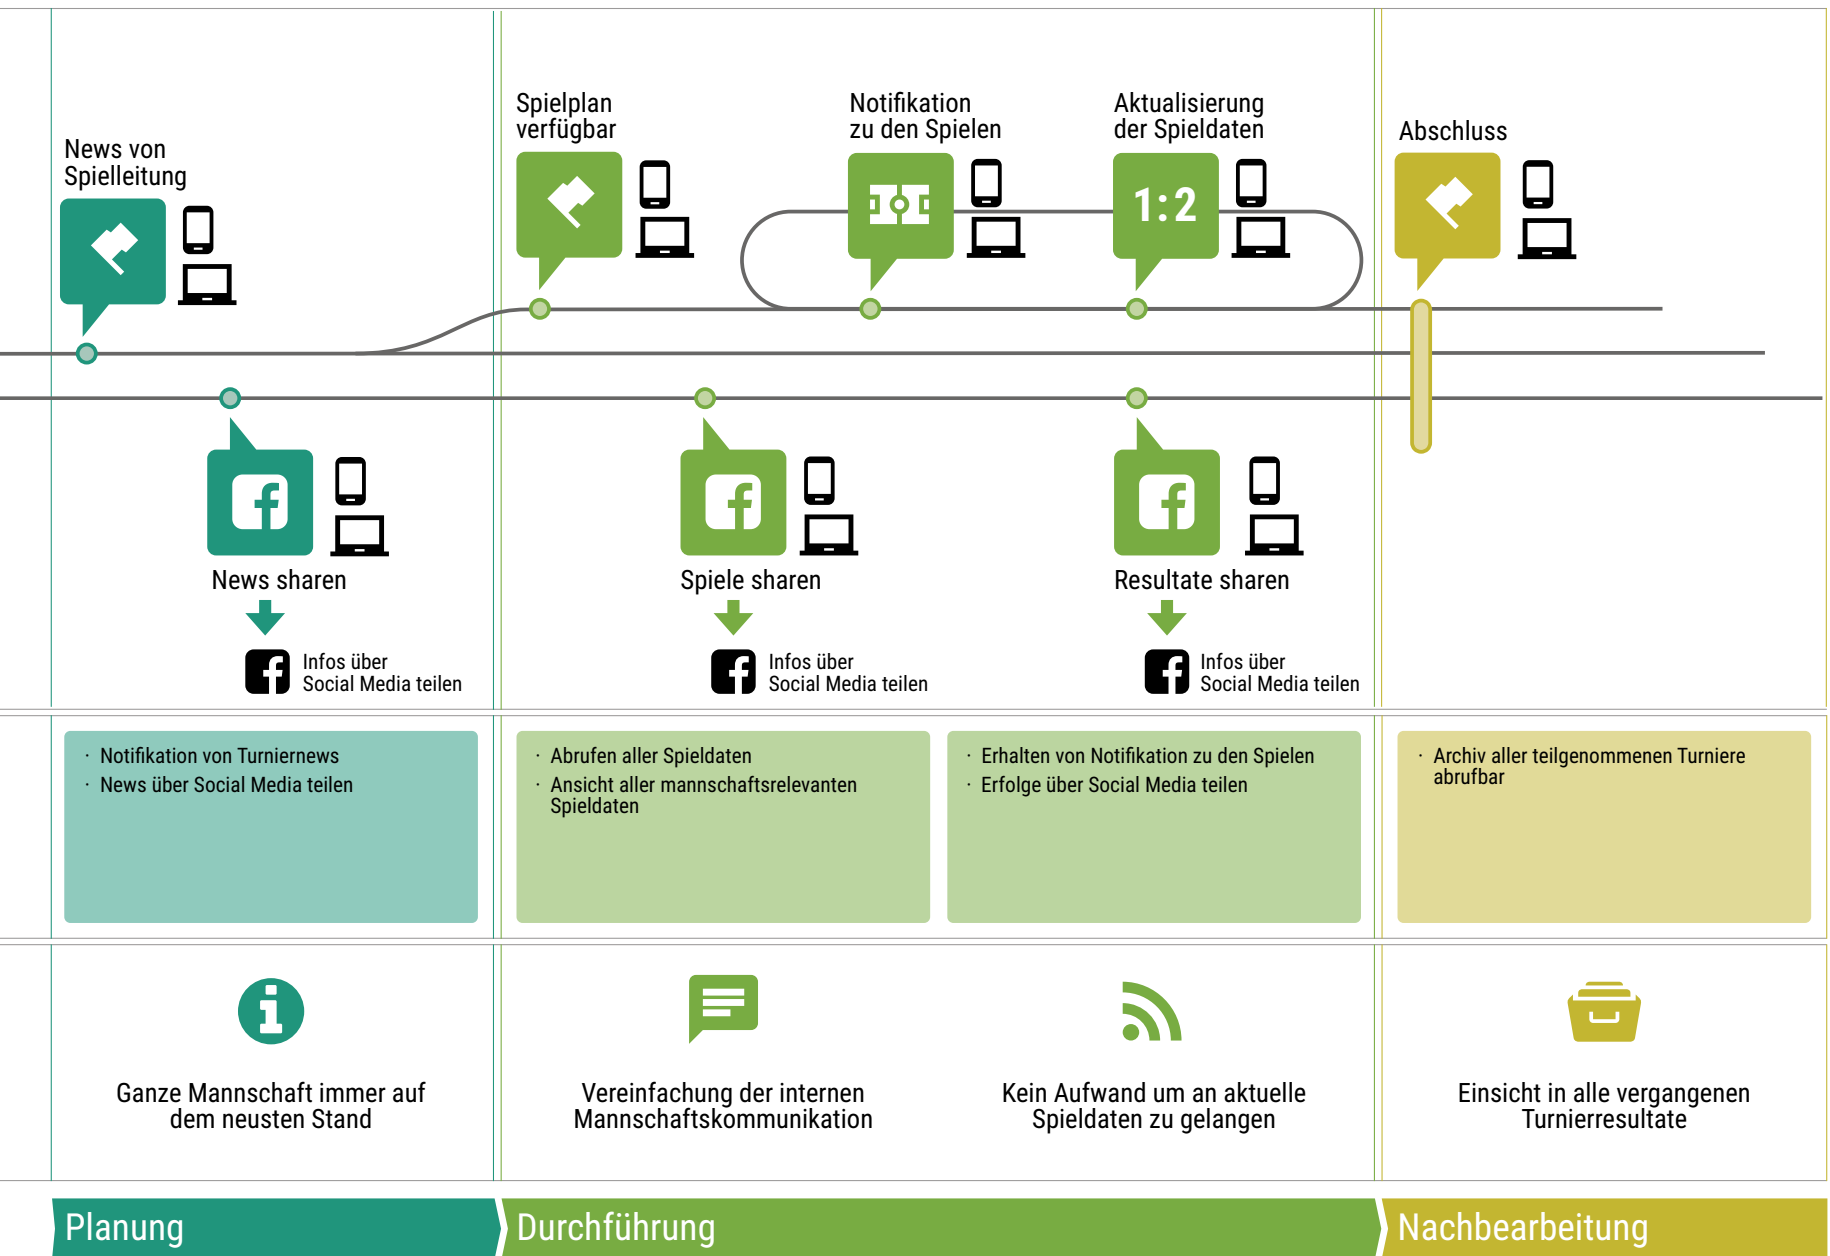 Spielplan
verfügbar
Notifikation
zu den Spielen
Aktualisierung
der Spieldaten
Abschluss
News von
Spielleitung
1:2
News sharen
Spiele sharen
Resultate sharen
Infos über
Social Media teilen
Infos über
Social Media teilen
Infos über
Social Media teilen
· Notifikation von Turniernews
· News über Social Media teilen
· Abrufen aller Spieldaten
· Ansicht aller mannschaftsrelevanten
Spieldaten
· Erhalten von Notifikation zu den Spielen
· Erfolge über Social Media teilen
· Archiv aller teilgenommenen Turniere
abrufbar
Ganze Mannschaft immer auf
dem neusten Stand
Vereinfachung der internen
Mannschaftskommunikation
Kein Aufwand um an aktuelle
Spieldaten zu gelangen
Einsicht in alle vergangenen
Turnierresultate
Planung
Durchführung
Nachbearbeitung